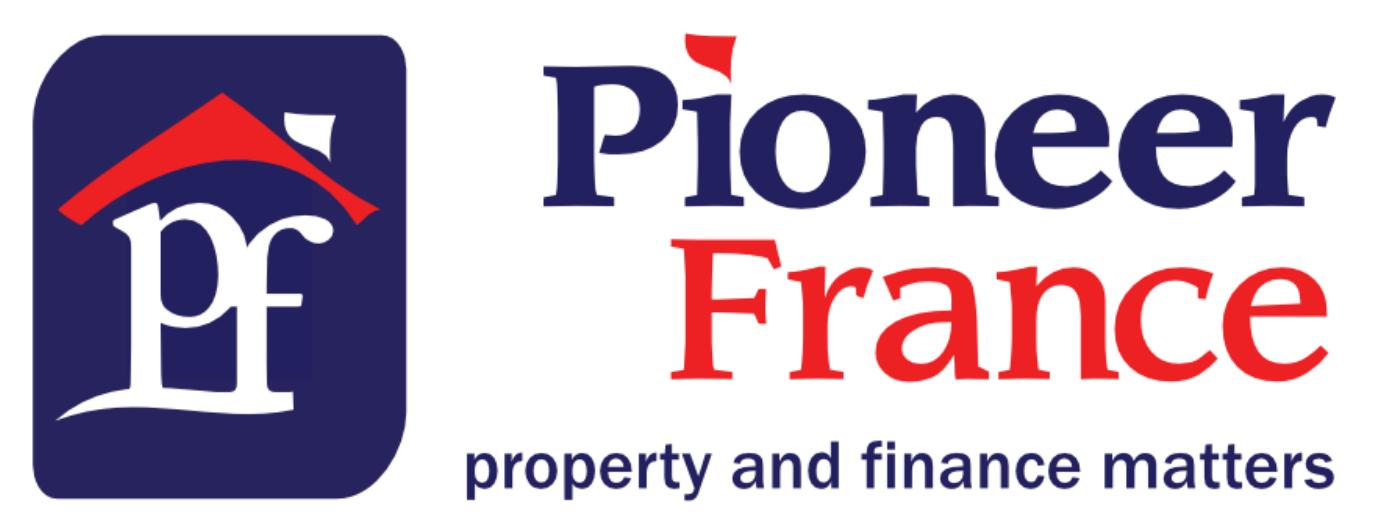 pf
Pioneer
France
property and finance matters